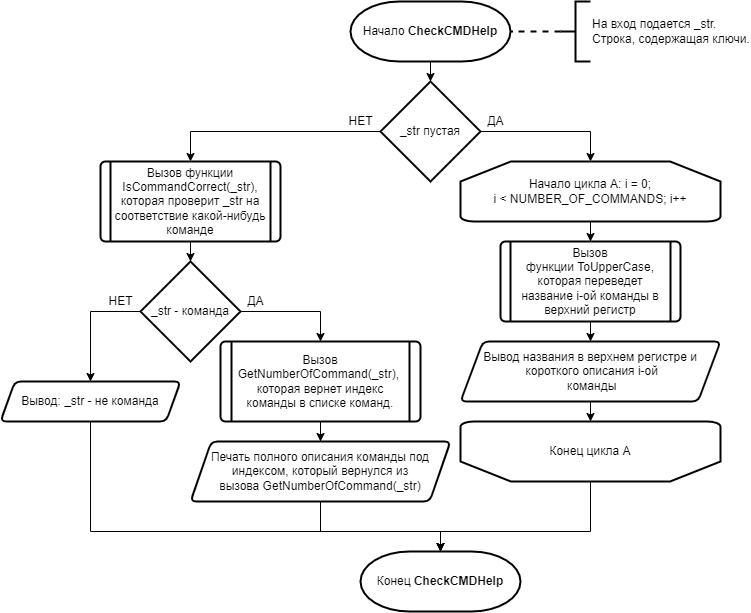 Начало CheckCMDHelp
На вход подается _str.
Строка, содержащая ключи.
НЕТ
_str пустая
ДА
Вызов функции
IsCommandCorrect(_str),
которая проверит _str на
соответствие какой-нибудь
команде
Начало цикла A: i = 0;
i < NUMBER_OF_COMMANDS; i++
Вызов
функции ToUpperCase,
которая переведет
название i-ой команды в
верхний регистр
НЕТ
_str - команда
ДА
Вызов
GetNumberOfCommand(_str),
которая вернет индекс
команды в списке команд.
Вывод названия в верхнем регистре и
короткого описания i-ой
команды
Вывод: _str - не команда
Печать полного описания команды под
индексом, который вернулся из
вызова GetNumberOfCommand(_str)
Конец цикла A
Конец CheckCMDHelp